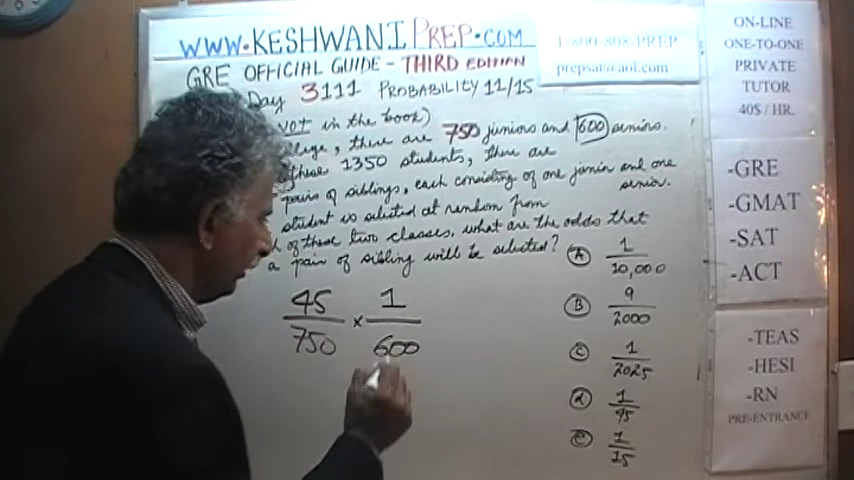 WWW.KESHWANIPREP.COM
1-800-808-PREP
prepsat@aol.com
GRE OFFICIAL GUIDE - THIRD EDITION
Day 3111 PROBABILITY 11/15
NOT in the book)
there are 750 juniors and 600 seniors.
these 1350 students, there are
pairs of siblings, each consisting of one junior and one
senior.
student is selected at random from
of these two classes, what are the odds that
a pair of sibling will be selected?
45/750 × 1/600
A 1/10,000
B 9/2000
C 1/2025
d 1/45
e 1/15
ON-LINE
ONE-TO-ONE
PRIVATE
TUTOR
40$ / HR.
-GRE
-GMAT
-SAT
-ACT
-TEAS
-HESI
-RN
PRE-ENTRANCE